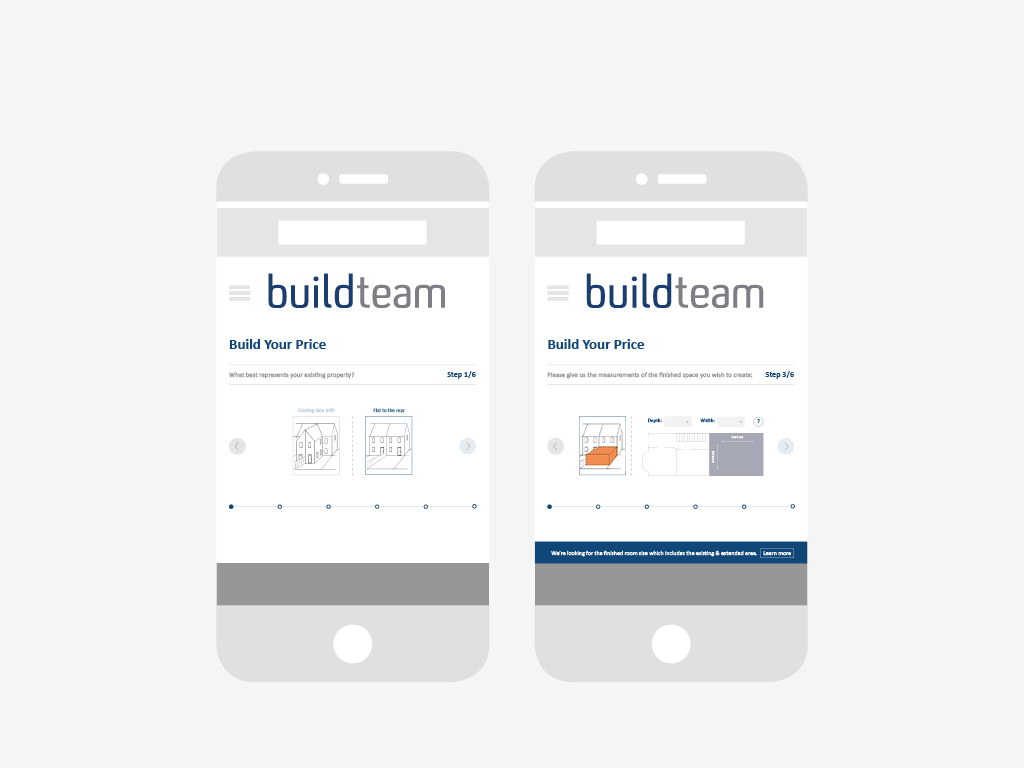 buildteam
Build Your Price
What best represents your existing property?
Step 1/6
Existing side infill
Flat to the rear
buildteam
Build Your Price
Please give us the measurements of the finished space you wish to create:
Step 3/6
Depth:
Width:
?
We're looking for the finished room size which includes the existing & extended area.
Learn more